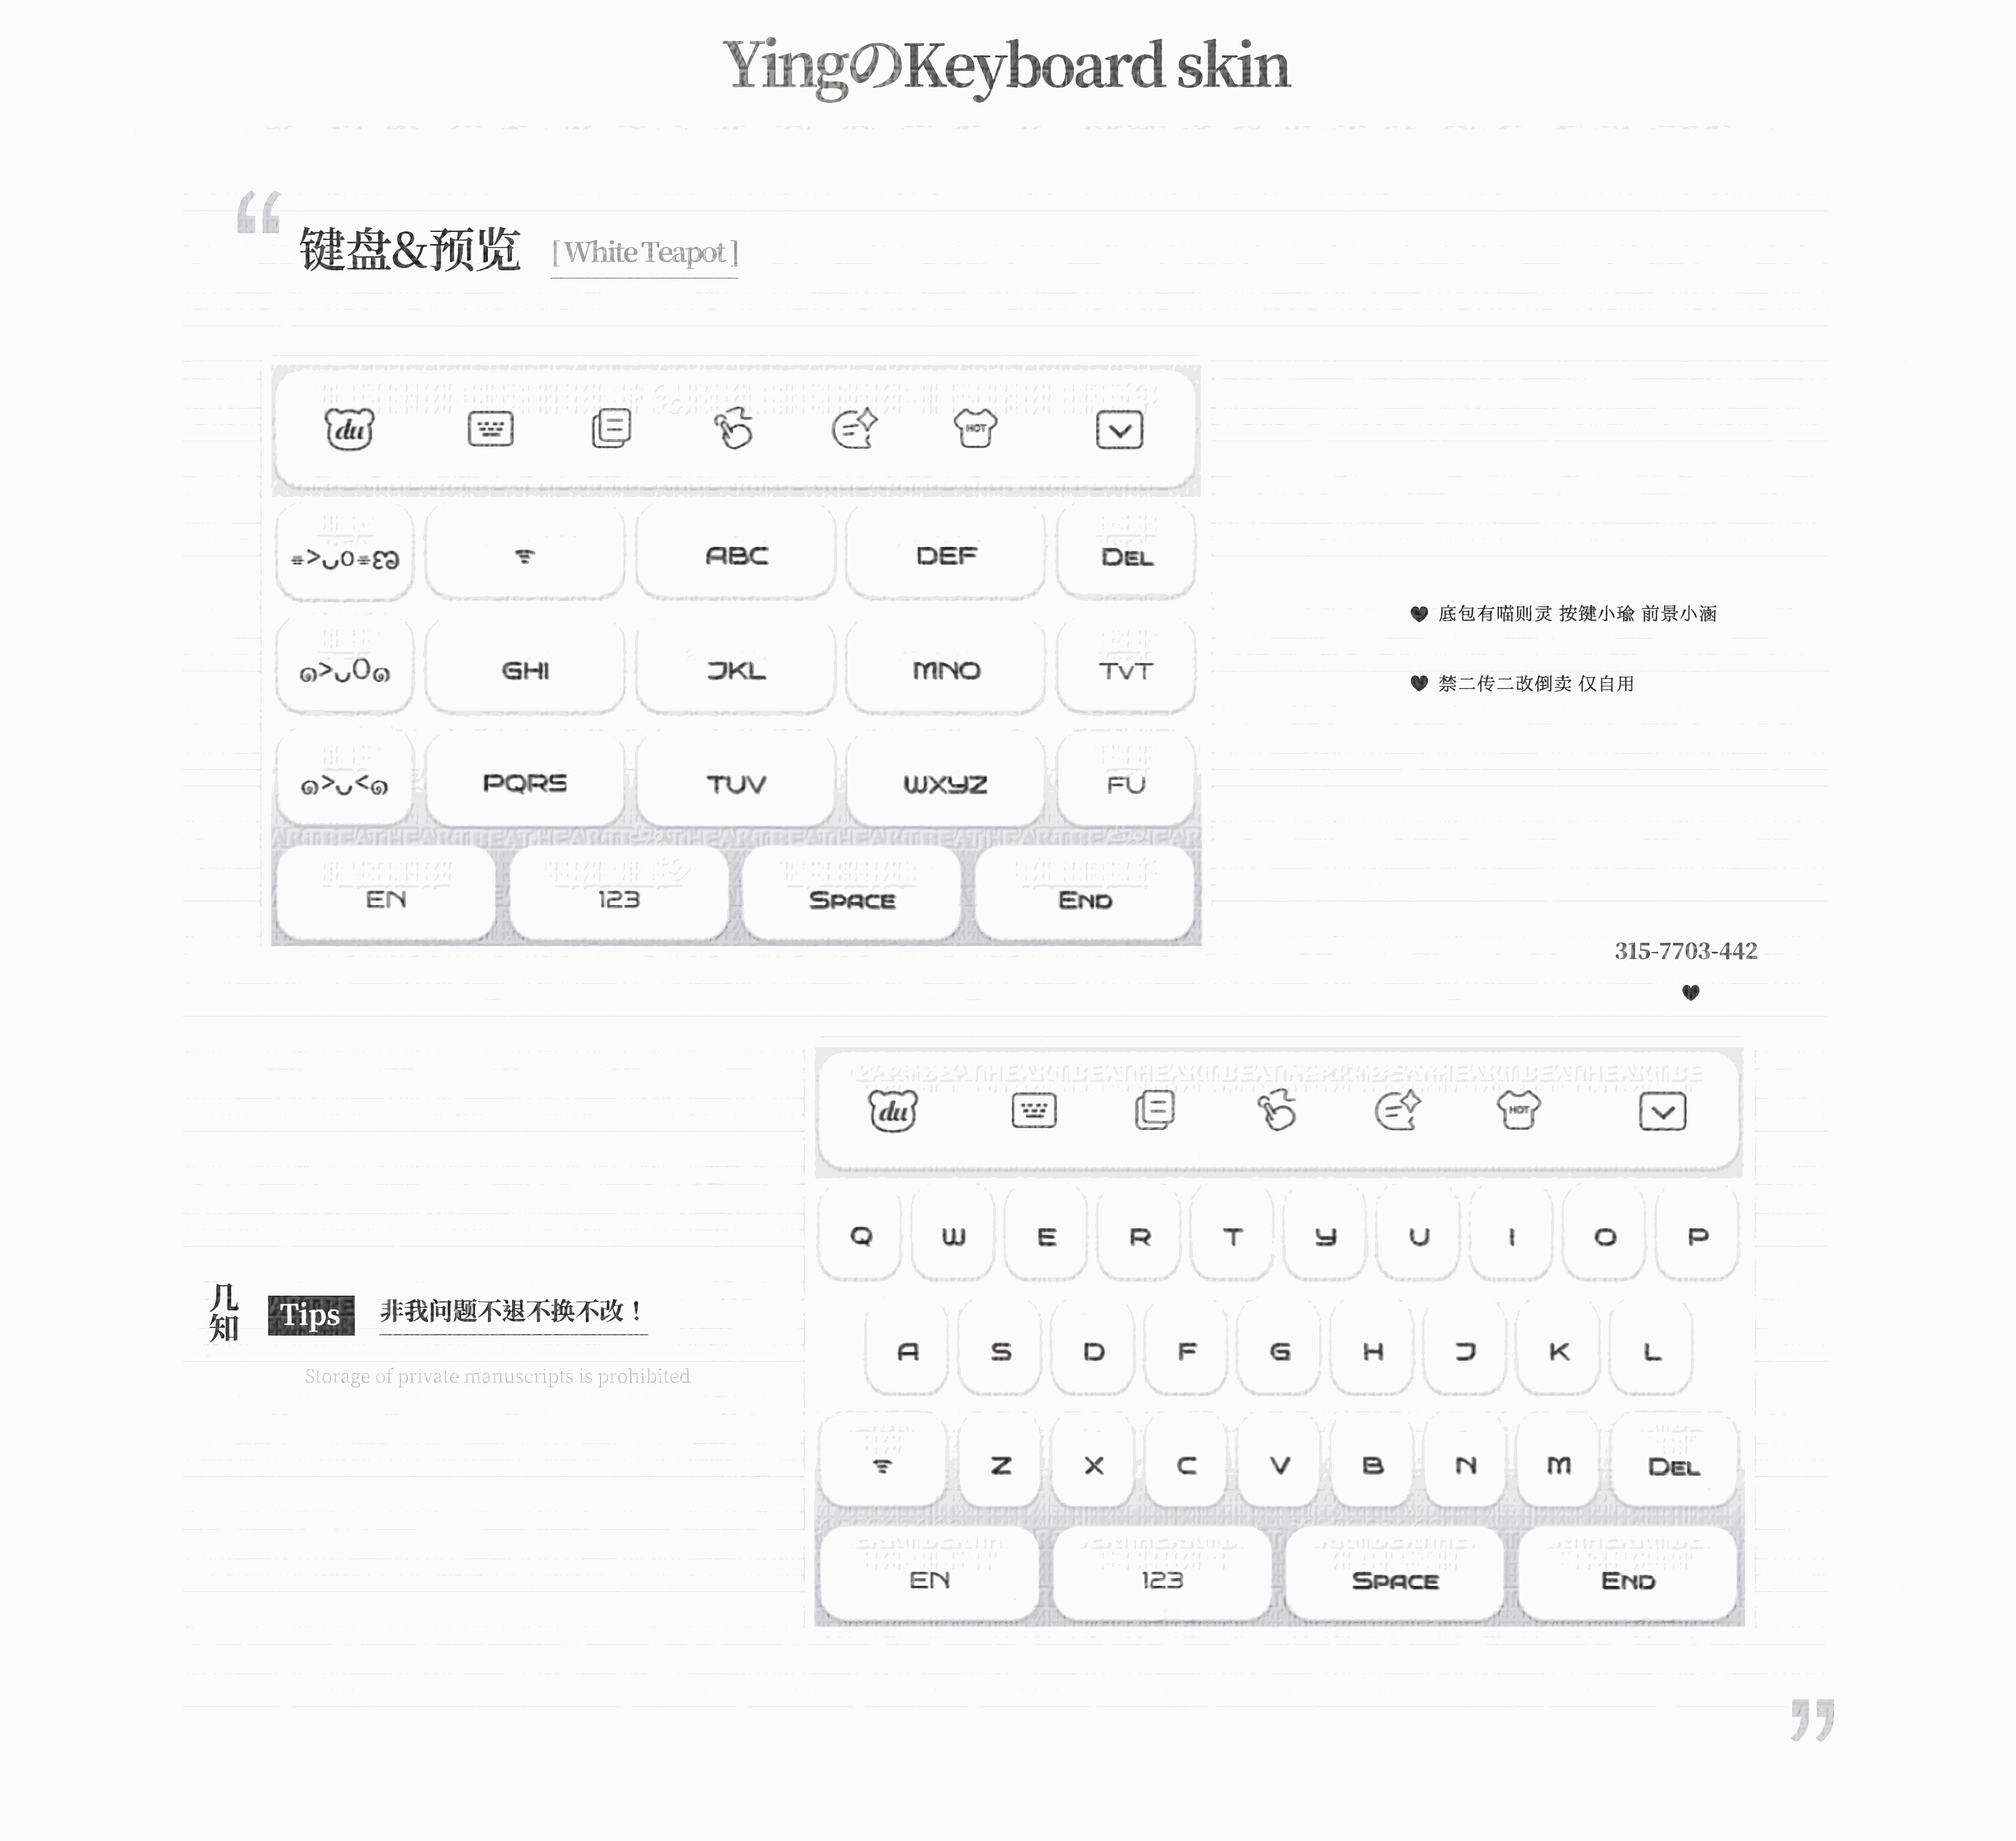 YingのKeyboard skin
“
键盘&预览 [ White Teapot ]
du HOT
ABC DEF DEL
底包有喵则灵 按键小瑜 前景小涵
GHI JKL MNO TVT
禁二传二改倒卖 仅自用
PQRS TUV WXYZ FU
EN 123 SPACE END
315-7703-442
du HOT
Q W E R T Y U I O P
几知 Tips 非我问题不退不换不改！
A S D F G H J K L
Storage of private manuscripts is prohibited
Z X C V B N M DEL
EN 123 SPACE END
”